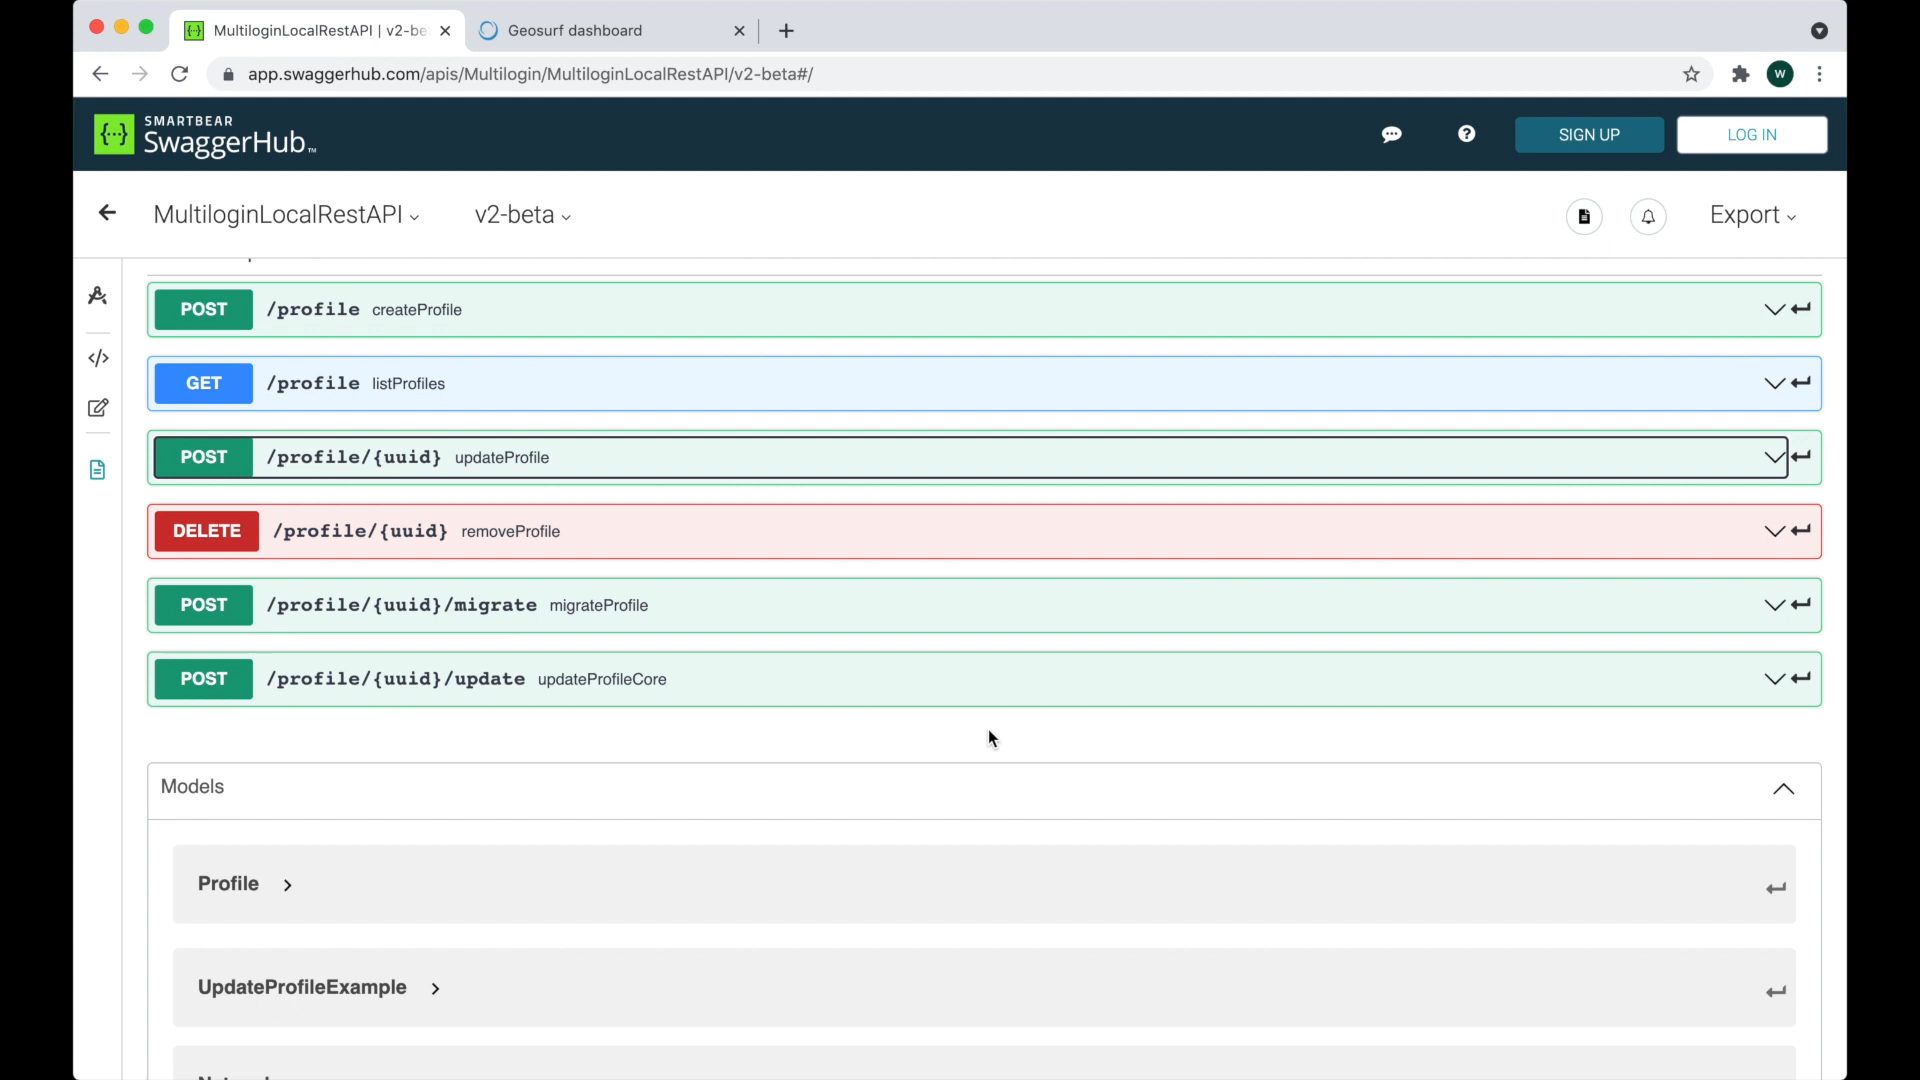 MultiloginLocalRestAPI | v2-be
Geosurf dashboard
app.swaggerhub.com/apis/Multilogin/MultiloginLocalRestAPI/v2-beta#/
W
SMARTBEAR
SwaggerHub™
SIGN UP
LOG IN
MultiloginLocalRestAPI
v2-beta
Export
POST /profile createProfile
GET /profile listProfiles
POST /profile/{uuid} updateProfile
DELETE /profile/{uuid} removeProfile
POST /profile/{uuid}/migrate migrateProfile
POST /profile/{uuid}/update updateProfileCore
Models
Profile
UpdateProfileExample